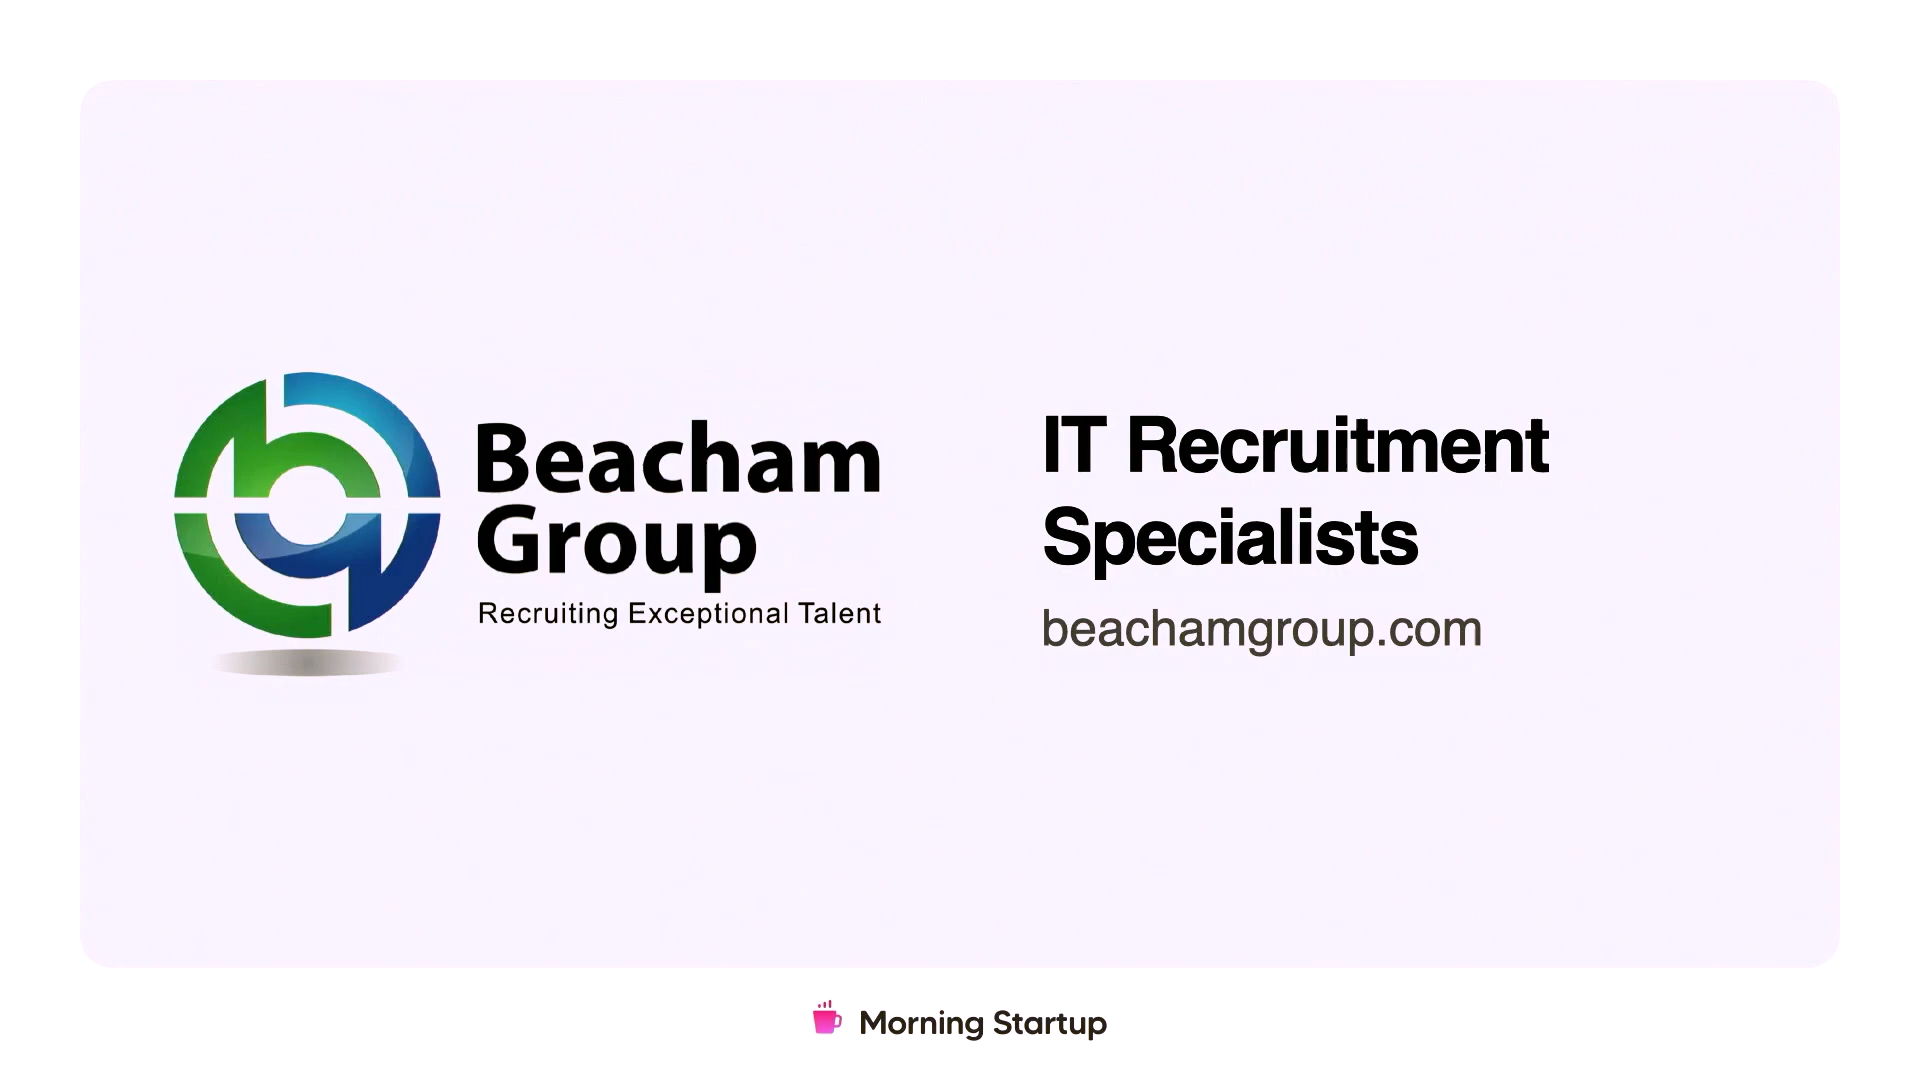 Beacham
Group
Recruiting Exceptional Talent
IT Recruitment
Specialists
beachamgroup.com
Morning Startup